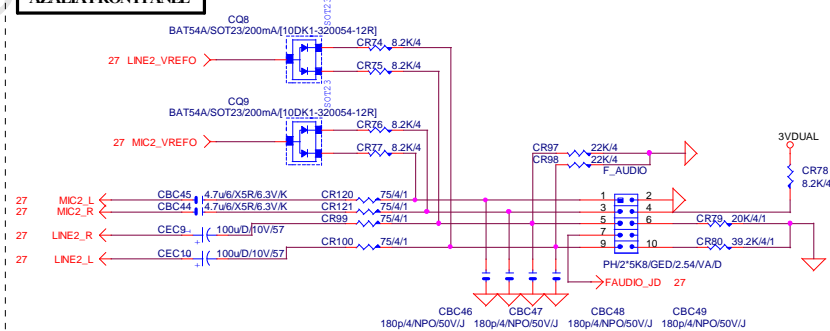 AZALIA FRONT PANEL
CQ8
BAT54A/SOT23/200mA/[10DK1-320054-12R]
SOT23
CR74 8.2K/4
27 LINE2_VREFO
CR75 8.2K/4
CQ9
BAT54A/SOT23/200mA/[10DK1-320054-12R]
SOT23
CR76 8.2K/4
27 MIC2_VREFO
CR77 8.2K/4
CR97 22K/4
CR98 22K/4
3VDUAL
F_AUDIO
CR78
8.2K/4
27 MIC2_L CBC45 4.7u/6/X5R/6.3V/K CR120 75/4/1 1 2
27 MIC2_R CBC44 4.7u/6/X5R/6.3V/K CR121 75/4/1 3 4
CR99 75/4/1 5 6 CR79 20K/4/1
27 LINE2_R CEC9 100u/D/10V/57 7
CR100 75/4/1 9 10 CR80 39.2K/4/1
27 LINE2_L CEC10 100u/D/10V/57
PH/2*5K8/GED/2.54/VA/D
FAUDIO_JD 27
CBC46 CBC47 CBC48 CBC49
180p/4/NPO/50V/J 180p/4/NPO/50V/J 180p/4/NPO/50V/J 180p/4/NPO/50V/J